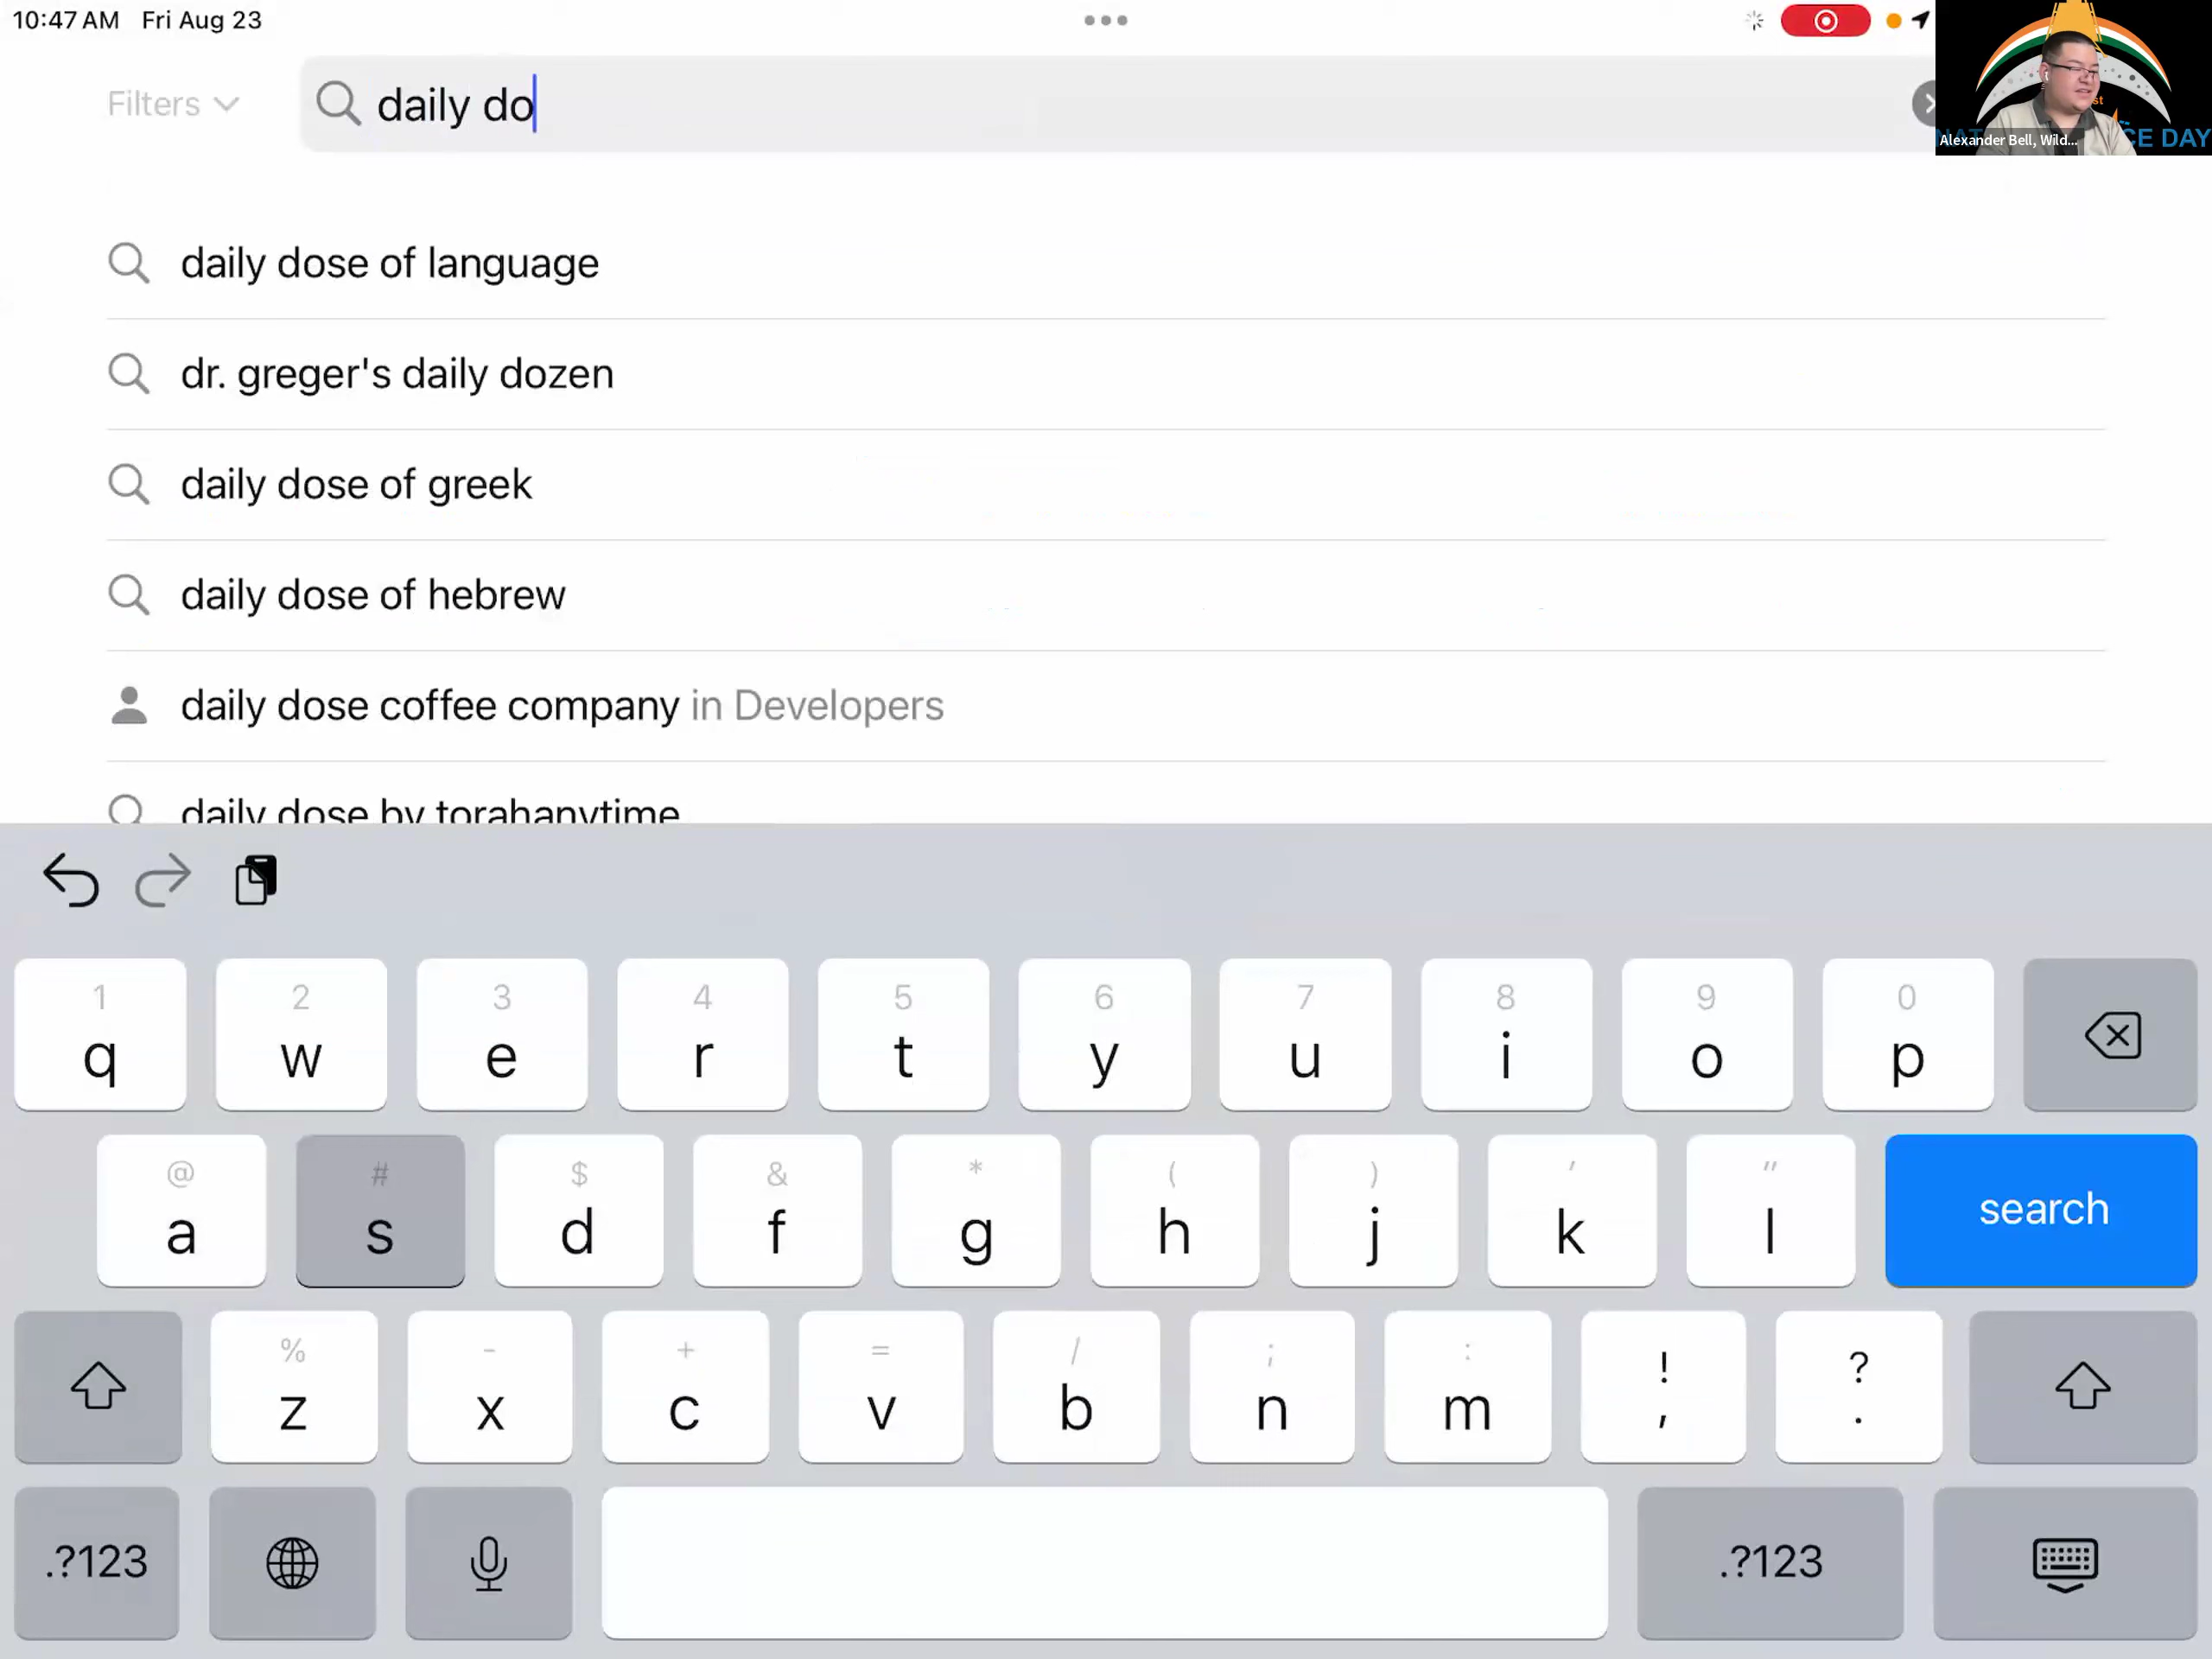 10:47 AM Fri Aug 23
Filters
daily do
Alexander Bell, Wild...
CE DAY
daily dose of language
dr. greger's daily dozen
daily dose of greek
daily dose of hebrew
daily dose coffee company in Developers
daily dose by torahanytime
1 2 3 4 5 6 7 8 9 0
q w e r t y u i o p
@ # $ & * ( ) ' "
a s d f g h j k l search
% - + = / ; : ! ?
z x c v b n m , .
.?123 .?123